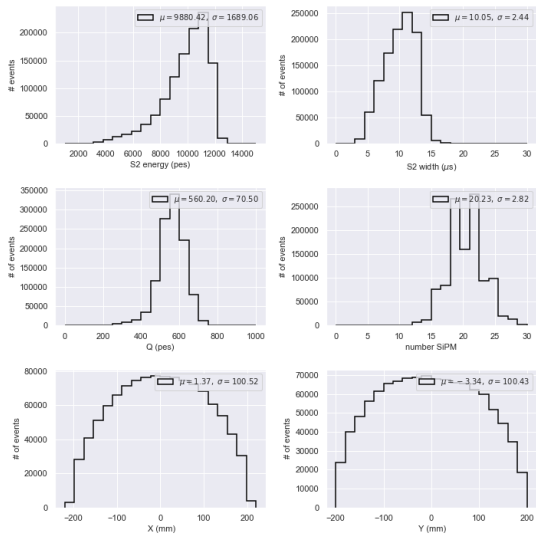 μ = 9880.42, σ = 1689.06
# of events
200000
150000
100000
50000
0
2000 4000 6000 8000 10000 12000 14000
S2 energy (pes)
μ = 10.05, σ = 2.44
# of events
250000
200000
150000
100000
50000
0
0 5 10 15 20 25 30
S2 width (μs)
μ = 560.20, σ = 70.50
# of events
350000
300000
250000
200000
150000
100000
50000
0
0 200 400 600 800 1000
Q (pes)
μ = 20.23, σ = 2.82
# of events
250000
200000
150000
100000
50000
0
0 5 10 15 20 25 30
number SiPM
μ = 1.37, σ = 100.52
# of events
80000
60000
40000
20000
0
−200 −100 0 100 200
X (mm)
μ = −3.34, σ = 100.43
# of events
70000
60000
50000
40000
30000
20000
10000
0
−200 −100 0 100 200
Y (mm)